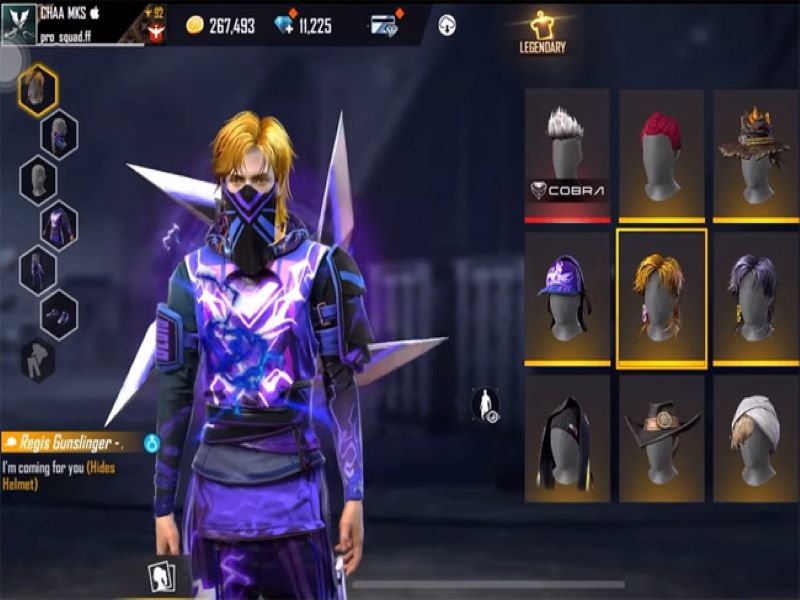 CHAA MKS
92
267,493
11,225
pro_squad.ff
LEGENDARY
COBRA
Regis Gunslinger -.
I'm coming for you (Hides
Helmet)